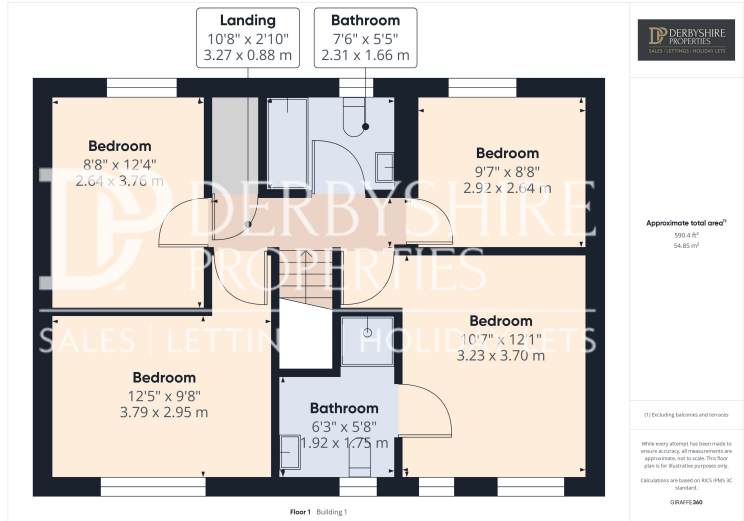 Landing
10'8" x 2'10"
3.27 x 0.88 m
Bathroom
7'6" x 5'5"
2.31 x 1.66 m
Bedroom
8'8" x 12'4"
2.64 x 3.76 m
Bedroom
9'7" x 8'8"
2.92 x 2.64 m
DERBYSHIRE
PROPERTIES
SALES | LETTINGS | HOLIDAY LETS
Bedroom
12'5" x 9'8"
3.79 x 2.95 m
Bathroom
6'3" x 5'8"
1.92 x 1.75 m
Bedroom
10'7" x 12'1"
3.23 x 3.70 m
Floor 1 Building 1
DERBYSHIRE
PROPERTIES
SALES | LETTINGS | HOLIDAY LETS
Approximate total area(1)
590.4 ft²
54.85 m²
(1) Excluding balconies and terraces
While every attempt has been made to
ensure accuracy, all measurements are
approximate, not to scale. This floor
plan is for illustrative purposes only.
Calculations are based on RICS IPMS 3C
standard.
GIRAFFE360